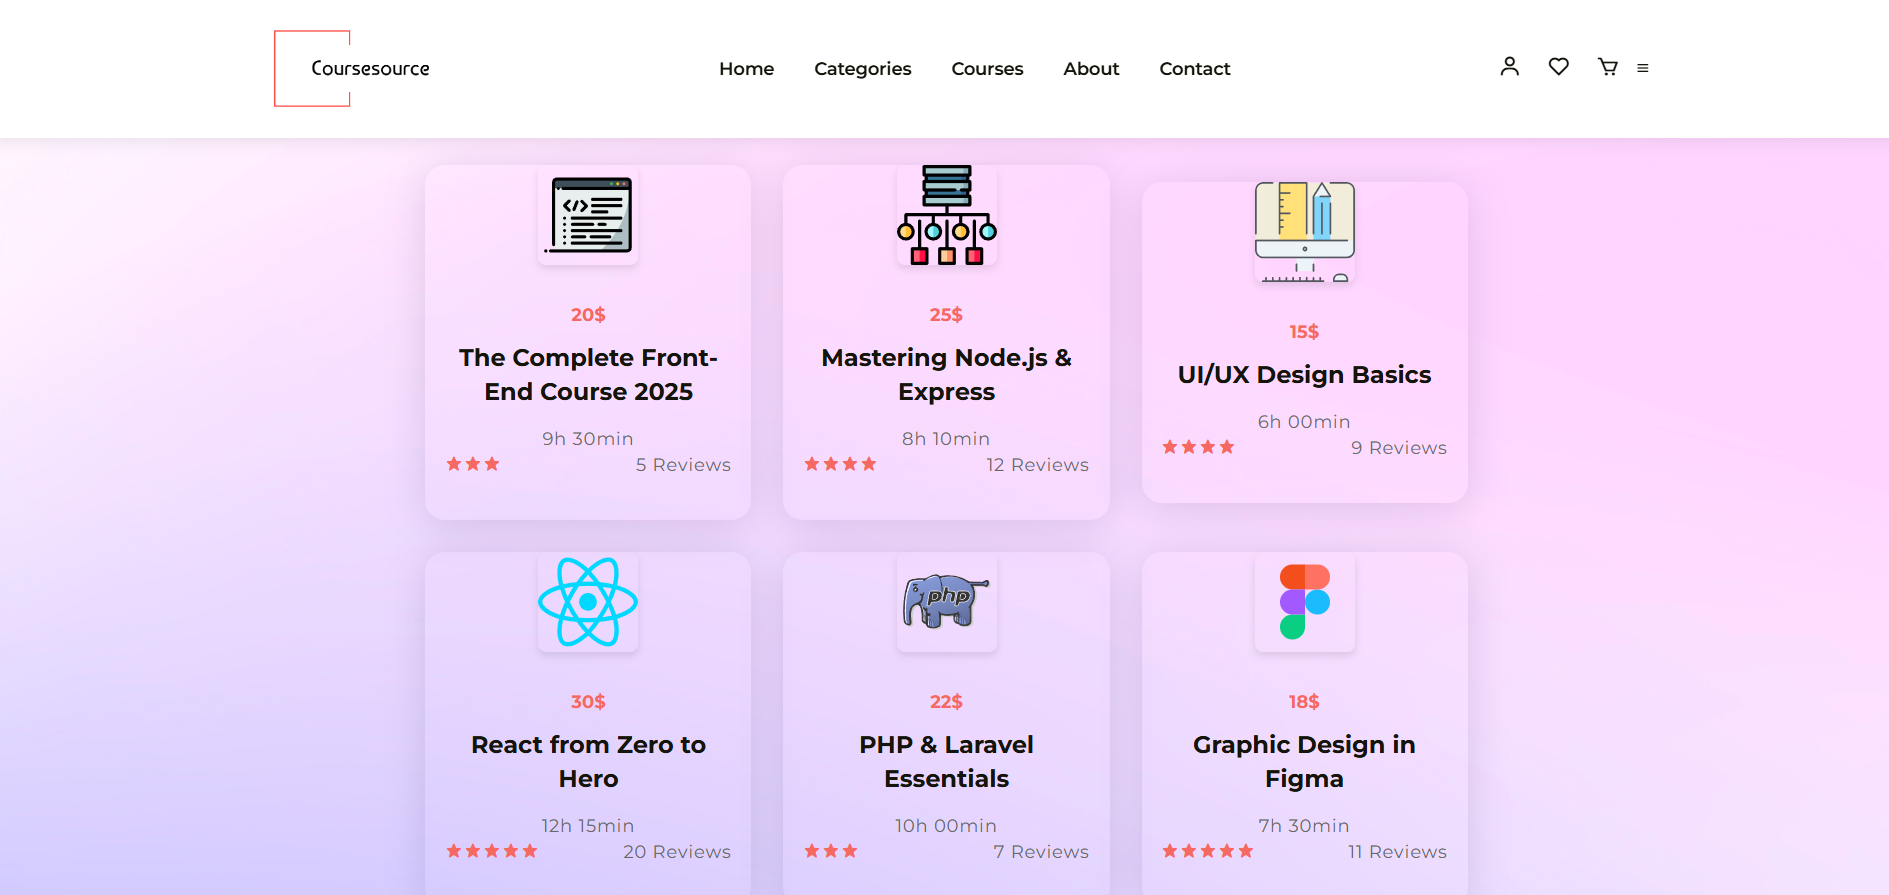 Coursesource
Home
Categories
Courses
About
Contact
20$
The Complete Front-
End Course 2025
9h 30min
5 Reviews
25$
Mastering Node.js &
Express
8h 10min
12 Reviews
15$
UI/UX Design Basics
6h 00min
9 Reviews
30$
React from Zero to
Hero
12h 15min
20 Reviews
php
22$
PHP & Laravel
Essentials
10h 00min
7 Reviews
18$
Graphic Design in
Figma
7h 30min
11 Reviews